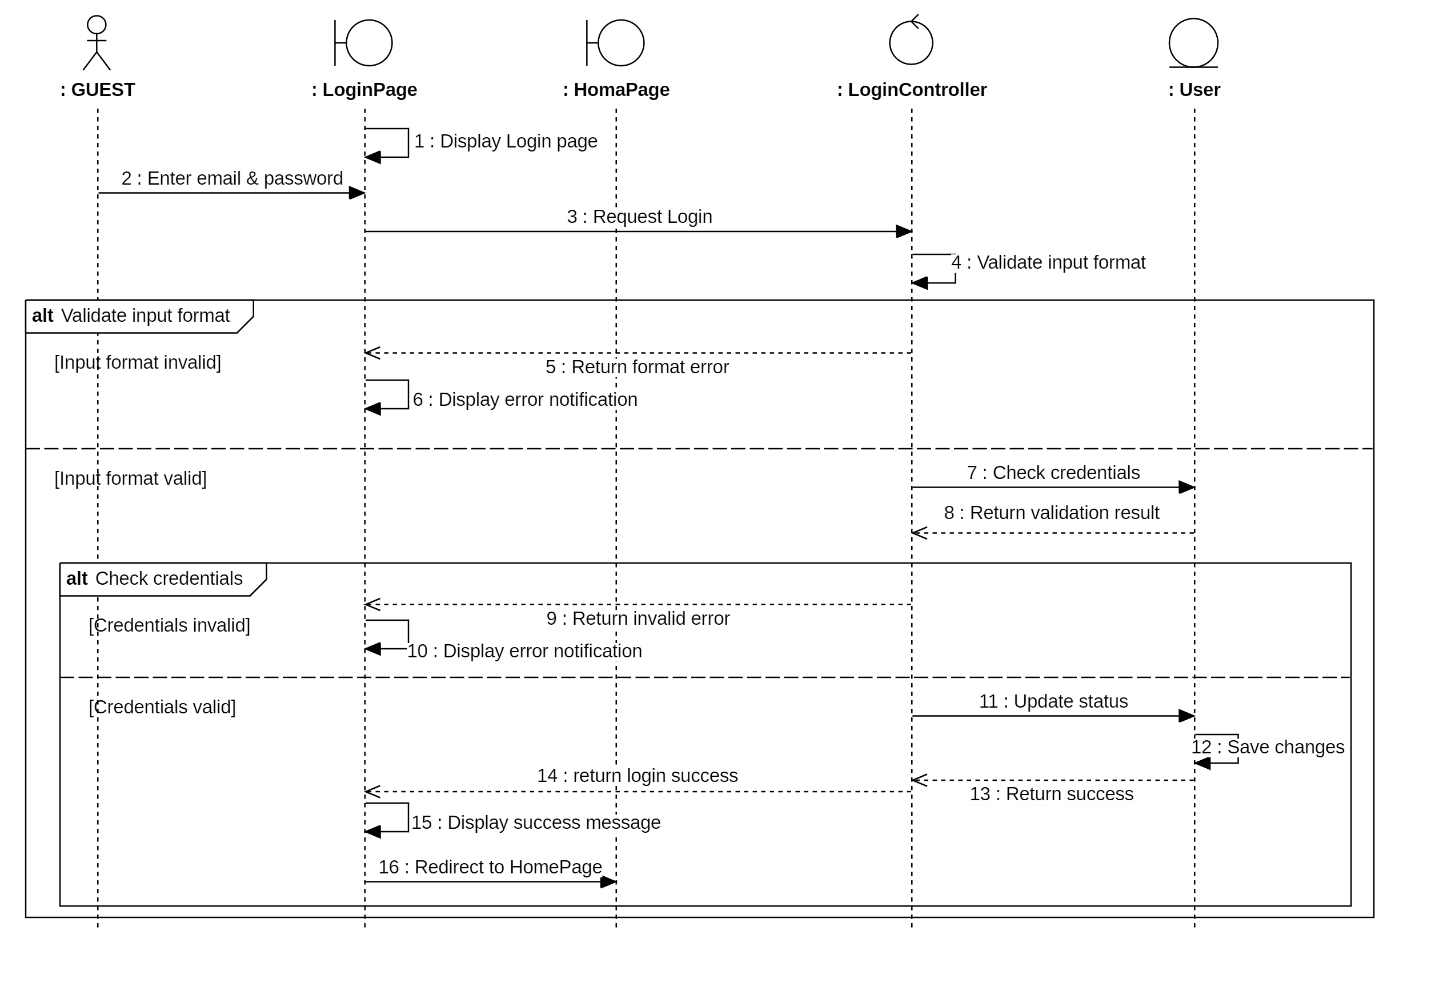 : GUEST
: LoginPage
: HomePage
: LoginController
: User
1 : Display Login page
2 : Enter email & password
3 : Request Login
4 : Validate input format
alt Validate input format
[Input format invalid]
5 : Return format error
6 : Display error notification
[Input format valid]
7 : Check credentials
8 : Return validation result
alt Check credentials
[Credentials invalid]
9 : Return invalid error
10 : Display error notification
[Credentials valid]
11 : Update status
12 : Save changes
14 : return login success
13 : Return success
15 : Display success message
16 : Redirect to HomePage